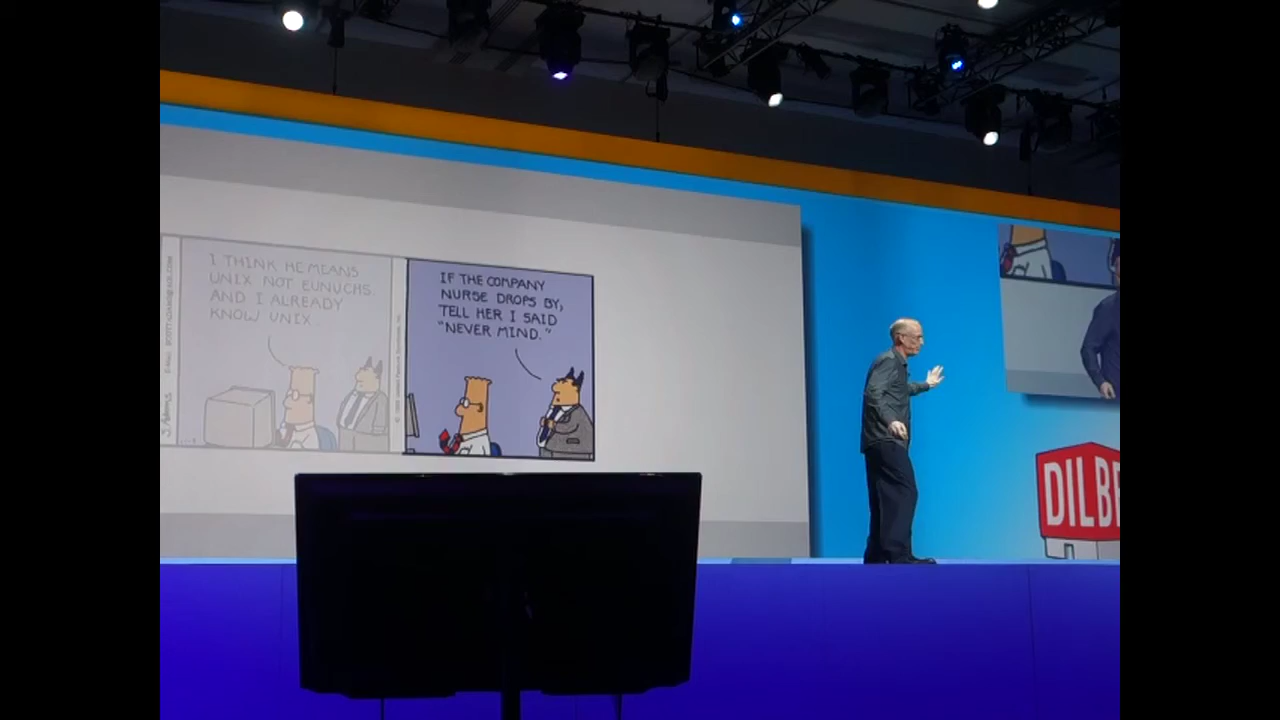 I THINK HE MEANS
UNIX NOT EUNUCHS.
AND I ALREADY
KNOW UNIX.
IF THE COMPANY
NURSE DROPS BY,
TELL HER I SAID
"NEVER MIND."
DILB